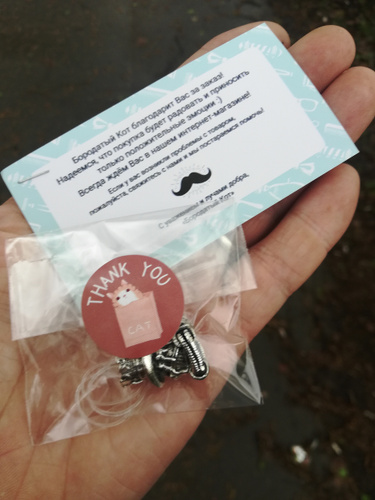 Бородатый Кот благодарит Вас за заказ!
Надеемся, что покупка будет радовать и приносить
только положительные эмоции :)
Всегда ждём Вас в нашем интернет-магазине!
Если у вас возникли проблемы с товаром,
пожалуйста, свяжитесь с нами и мы постараемся помочь!
С уважением и лучами добра,
«Бородатый Кот»
THANK YOU
CAT